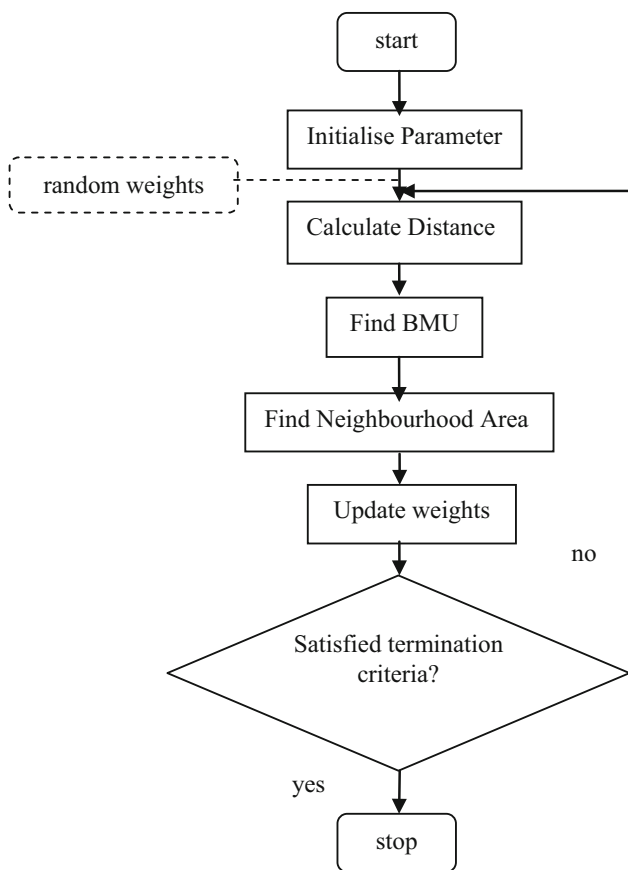 start
Initialise Parameter
random weights
Calculate Distance
Find BMU
Find Neighbourhood Area
Update weights
no
Satisfied termination
criteria?
yes
stop